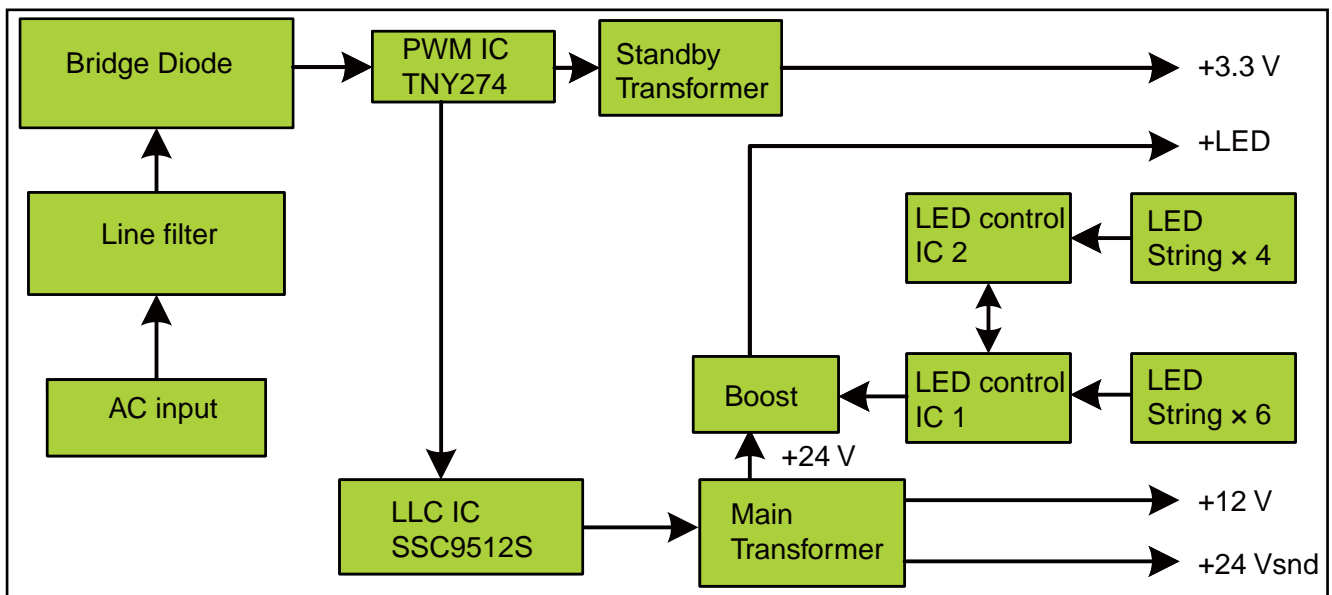 Bridge Diode
PWM IC
TNY274
Standby
Transformer
+3.3 V
+LED
Line filter
LED control
IC 2
LED
String × 4
AC input
Boost
LED control
IC 1
LED
String × 6
+24 V
LLC IC
SSC9512S
Main
Transformer
+12 V
+24 Vsnd